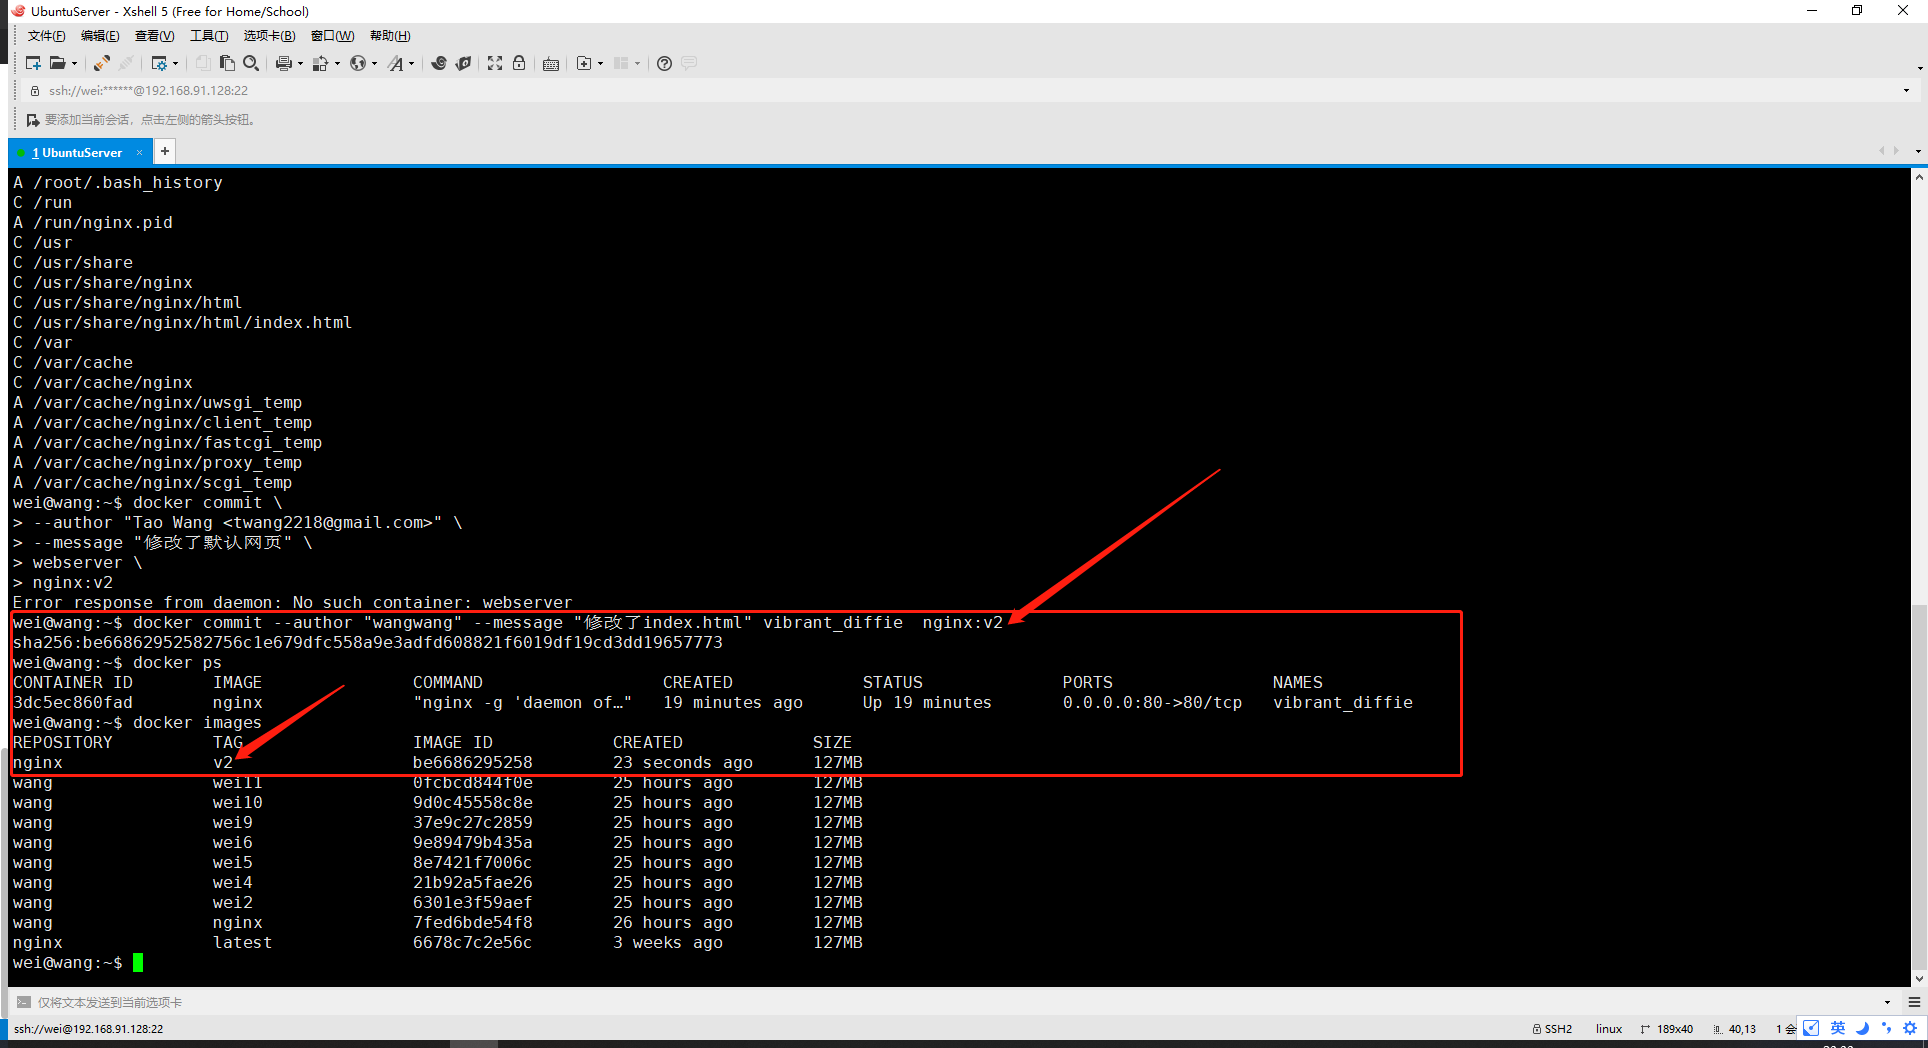 UbuntuServer - Xshell 5 (Free for Home/School)
文件(F) 编辑(E) 查看(V) 工具(T) 选项卡(B) 窗口(W) 帮助(H)
ssh://wei:******@192.168.91.128:22
要添加当前会话，点击左侧的箭头按钮。
1 UbuntuServer × +
A /root/.bash_history
C /run
A /run/nginx.pid
C /usr
C /usr/share
C /usr/share/nginx
C /usr/share/nginx/html
C /usr/share/nginx/html/index.html
C /var
C /var/cache
C /var/cache/nginx
A /var/cache/nginx/uwsgi_temp
A /var/cache/nginx/client_temp
A /var/cache/nginx/fastcgi_temp
A /var/cache/nginx/proxy_temp
A /var/cache/nginx/scgi_temp
wei@wang:~$ docker commit \
> --author "Tao Wang <twang2218@gmail.com>" \
> --message "修改了默认网页" \
> webserver \
> nginx:v2
Error response from daemon: No such container: webserver
wei@wang:~$ docker commit --author "wangwang" --message "修改了index.html" vibrant_diffie  nginx:v2
sha256:be66862952582756c1e679dfc558a9e3adfd608821f6019df19cd3dd19657773
wei@wang:~$ docker ps
CONTAINER ID        IMAGE               COMMAND                  CREATED             STATUS              PORTS                NAMES
3dc5ec860fad        nginx               "nginx -g 'daemon of…"   19 minutes ago      Up 19 minutes       0.0.0.0:80->80/tcp   vibrant_diffie
wei@wang:~$ docker images
REPOSITORY          TAG                 IMAGE ID            CREATED             SIZE
nginx               v2                  be6686295258        23 seconds ago      127MB
wang                wei11               0fcbcd844f0e        25 hours ago        127MB
wang                wei10               9d0c45558c8e        25 hours ago        127MB
wang                wei9                37e9c27c2859        25 hours ago        127MB
wang                wei6                9e89479b435a        25 hours ago        127MB
wang                wei5                8e7421f7006c        25 hours ago        127MB
wang                wei4                21b92a5fae26        25 hours ago        127MB
wang                wei2                6301e3f59aef        25 hours ago        127MB
wang                nginx               7fed6bde54f8        26 hours ago        127MB
nginx               latest              6678c7c2e56c        3 weeks ago         127MB
wei@wang:~$
仅将文本发送到当前选项卡
ssh://wei@192.168.91.128:22 SSH2 linux 189x40 40,13 1 会 英